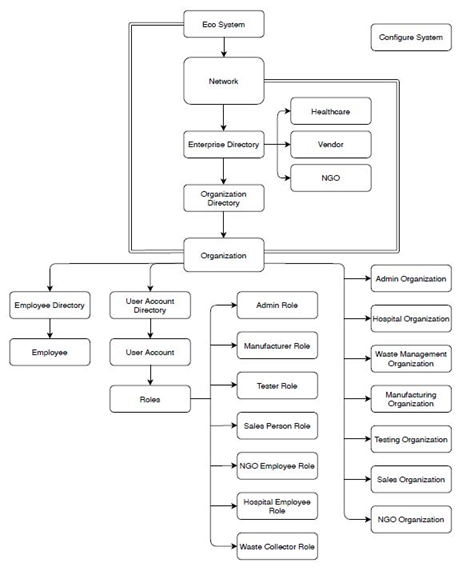 Eco System
Configure System
Network
Healthcare
Enterprise Directory
Vendor
NGO
Organization
Directory
Organization
Employee Directory
User Account
Directory
Admin Role
Admin Organization
Hospital Organization
Employee
User Account
Manufacturer Role
Waste Management
Organization
Roles
Tester Role
Manufacturing
Organization
Sales Person Role
Testing Organization
NGO Employee Role
Sales Organization
Hospital Employee
Role
NGO Organization
Waste Collector Role